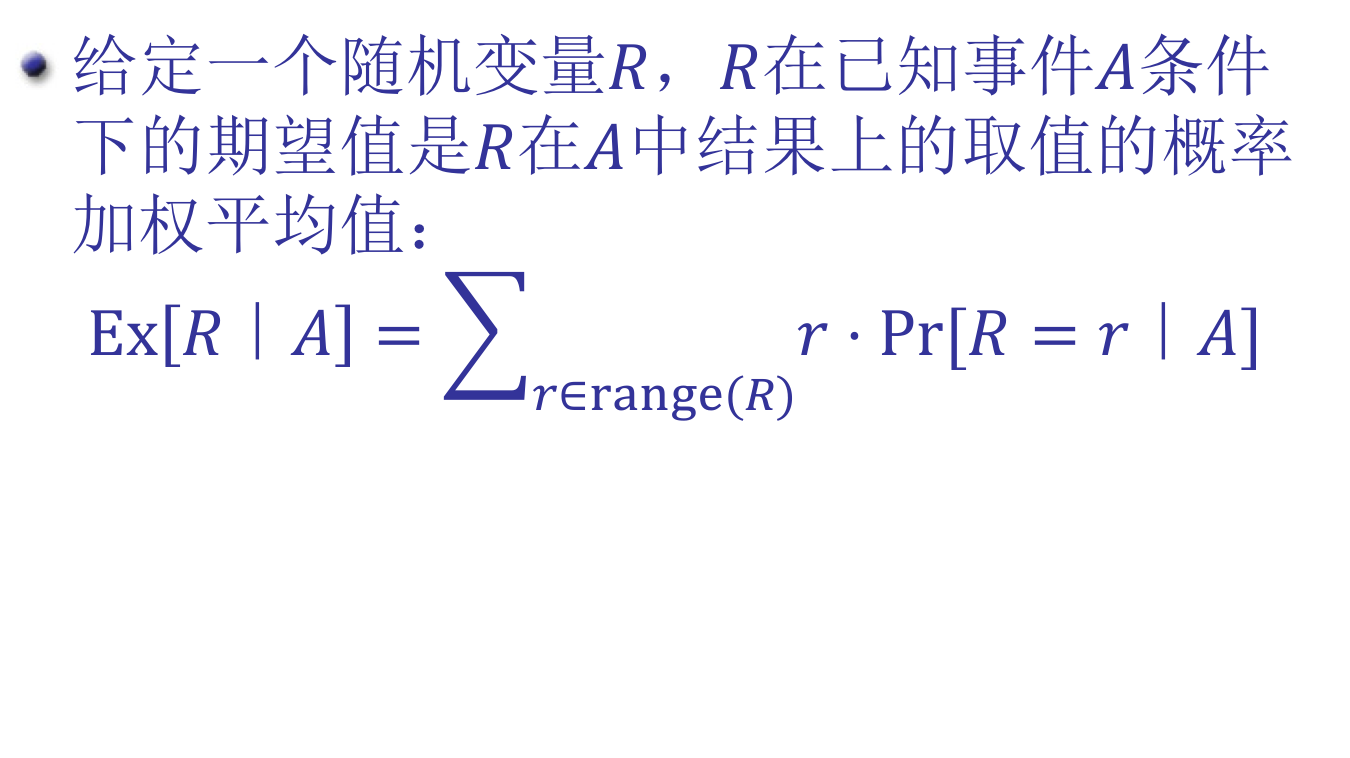 给定一个随机变量R，R在已知事件A条件
下的期望值是R在A中结果上的取值的概率
加权平均值：
Ex[R | A] = ∑_{r∈range(R)} r · Pr[R = r | A]